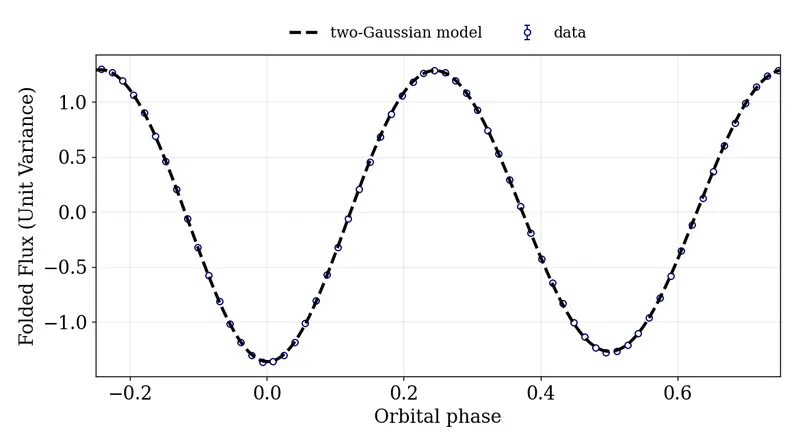 two-Gaussian model data
1.0
0.5
0.0
−0.5
−1.0
Folded Flux (Unit Variance)
−0.2 0.0 0.2 0.4 0.6
Orbital phase